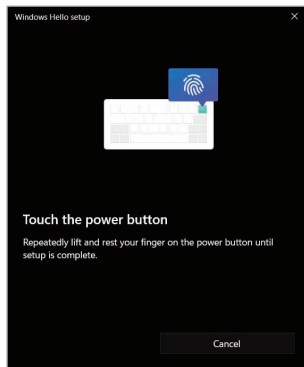 Windows Hello setup
Touch the power button
Repeatedly lift and rest your finger on the power button until
setup is complete.
Cancel